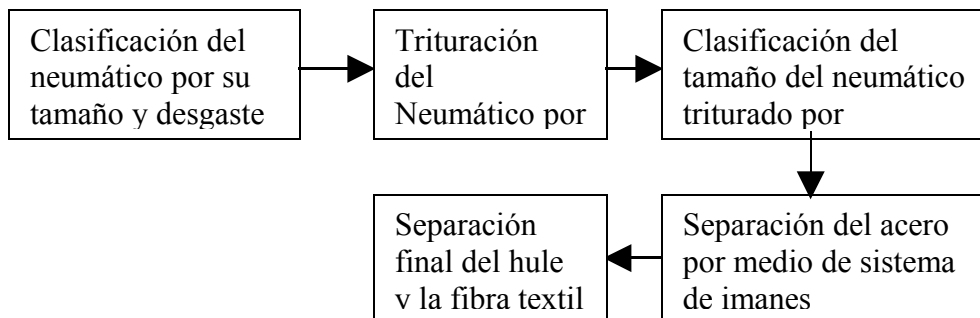 Clasificación del
neumático por su
tamaño y desgaste
Trituración
del
Neumático por
Clasificación del
tamaño del neumático
triturado por
Separación del acero
por medio de sistema
de imanes
Separación
final del hule
y la fibra textil